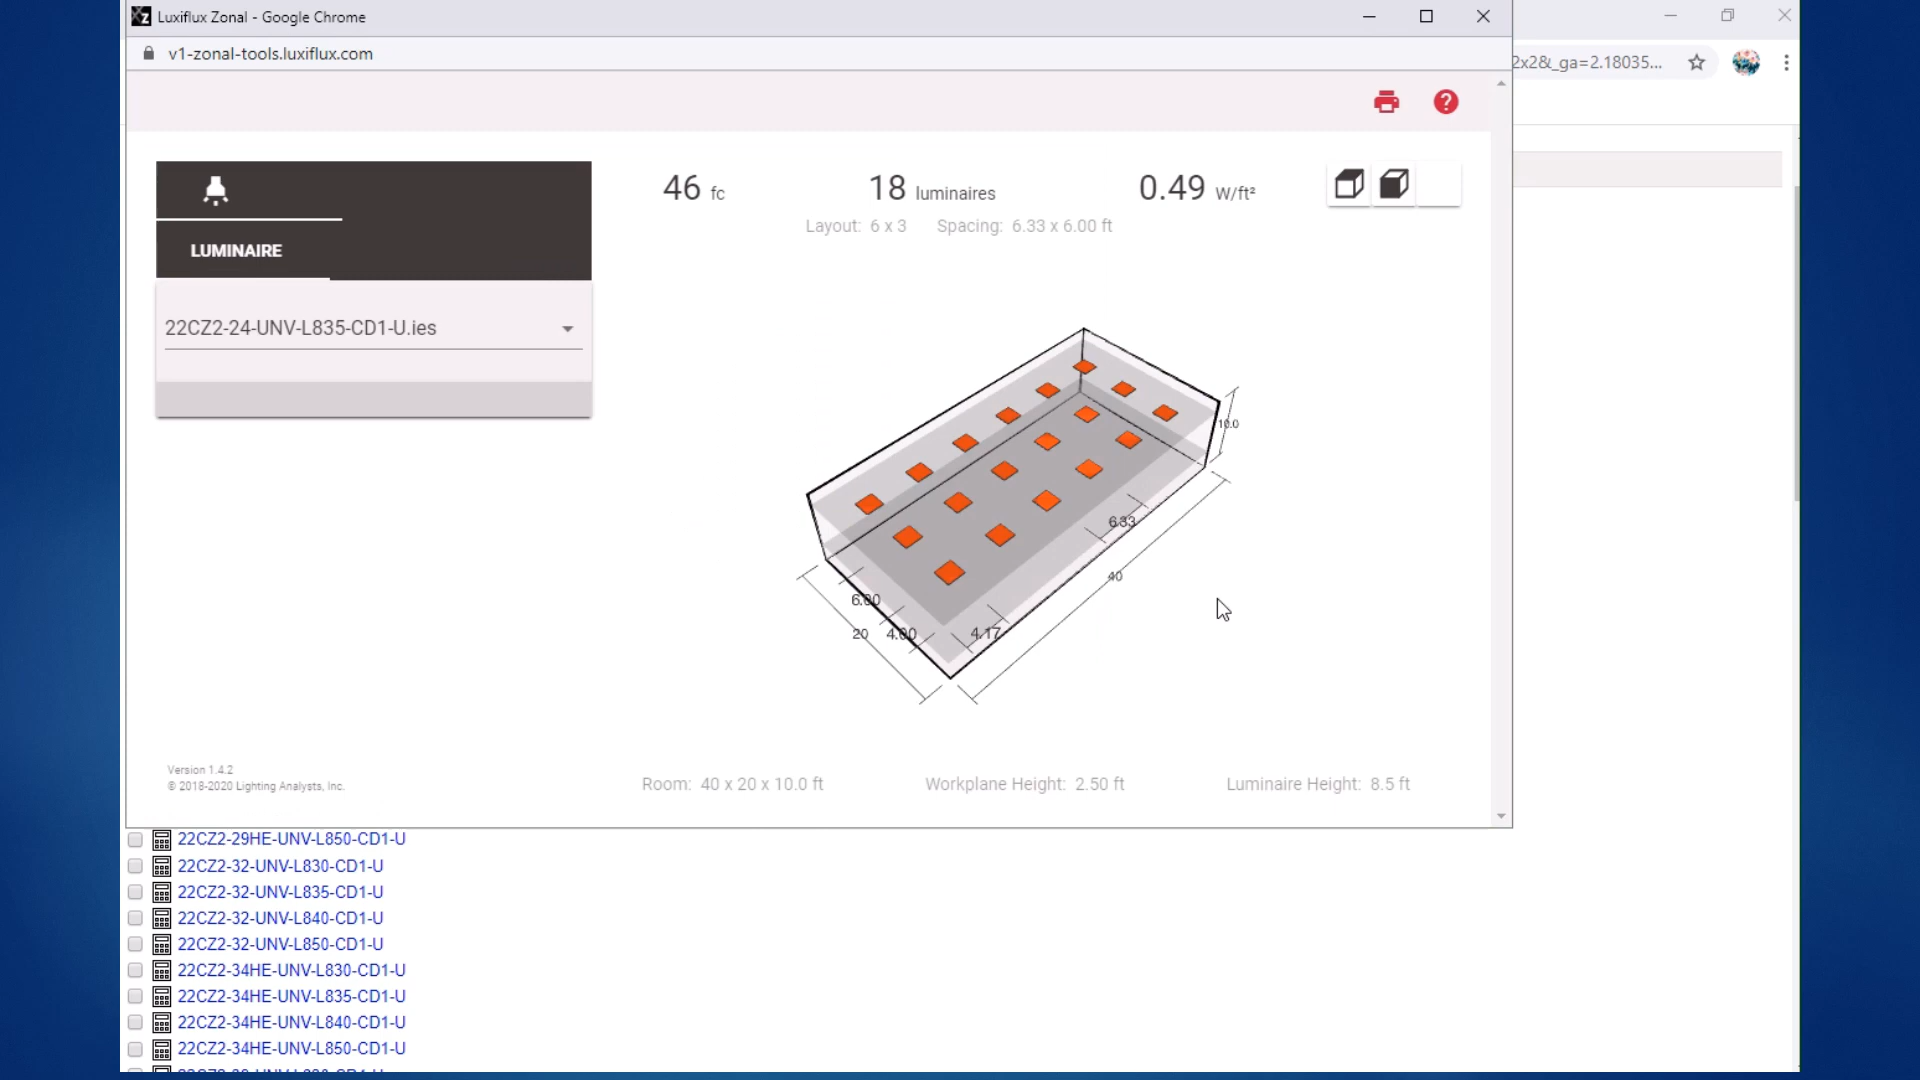 Luxiflux Zonal - Google Chrome
v1-zonal-tools.luxiflux.com
2x2&_ga=2.18035...
46 fc
18 luminaires
0.49 W/ft²
Layout: 6 x 3
Spacing: 6.33 x 6.00 ft
LUMINAIRE
22CZ2-24-UNV-L835-CD1-U.ies
10.0
6.33
40
6.00
20
4.00
4.17
Version 1.4.2
© 2018-2020 Lighting Analysts, Inc.
Room: 40 x 20 x 10.0 ft
Workplane Height: 2.50 ft
Luminaire Height: 8.5 ft
22CZ2-29HE-UNV-L850-CD1-U
22CZ2-32-UNV-L830-CD1-U
22CZ2-32-UNV-L835-CD1-U
22CZ2-32-UNV-L840-CD1-U
22CZ2-32-UNV-L850-CD1-U
22CZ2-34HE-UNV-L830-CD1-U
22CZ2-34HE-UNV-L835-CD1-U
22CZ2-34HE-UNV-L840-CD1-U
22CZ2-34HE-UNV-L850-CD1-U